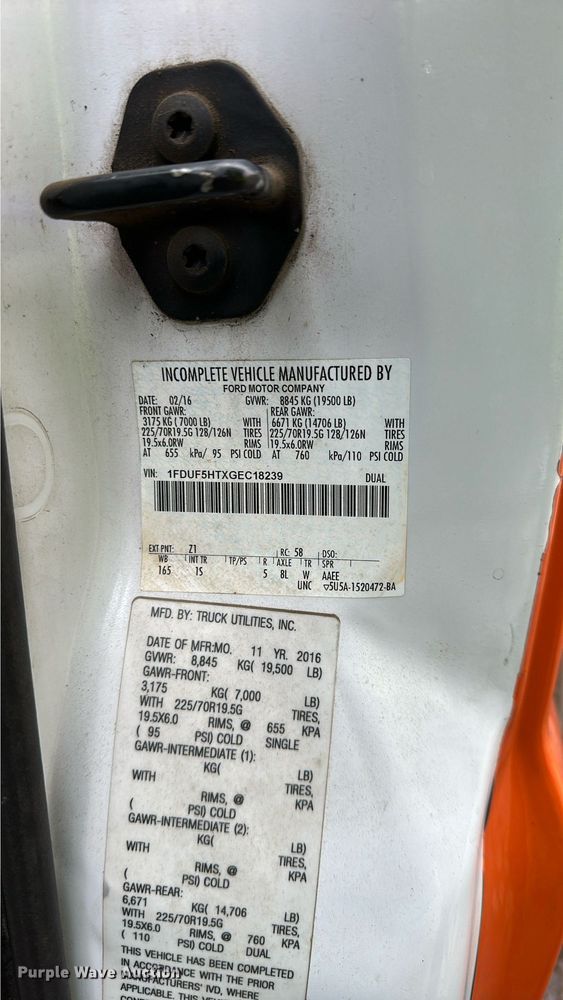 INCOMPLETE VEHICLE MANUFACTURED BY
FORD MOTOR COMPANY
DATE: 02/16 GVWR: 8845 KG (19500 LB)
FRONT GAWR: REAR GAWR:
3175 KG ( 7000 LB) WITH 6671 KG (14706 LB) WITH
225/70R19.5G 128/126N TIRES 225/70R19.5G 128/126N TIRES
19.5x6.0RW RIMS 19.5x6.0RW RIMS
AT 655 kPa/ 95 PSI COLD AT 760 kPa/110 PSI COLD
VIN: 1FDUF5HTXGEC18239 DUAL
EXT PNT: Z1 RC: 58 DSO:
WB INT TR TP/PS R AXLE TR SPR
165 1S 5 8L W AAEE
UNC 5U5A-1520472-BA
MFD. BY: TRUCK UTILITIES, INC.
DATE OF MFR:MO. 11 YR. 2016
GVWR: 8,845 KG (19,500 LB)
GAWR-FRONT:
3,175 KG( 7,000 LB)
WITH 225/70R19.5G TIRES,
19.5X6.0 RIMS, @ 655 KPA
( 95 PSI) COLD SINGLE
GAWR-INTERMEDIATE (1):
KG( LB)
WITH TIRES,
RIMS, @ KPA
( PSI) COLD
GAWR-INTERMEDIATE (2):
KG( LB)
WITH TIRES,
RIMS, @ KPA
( PSI) COLD
GAWR-REAR:
6,671 KG( 14,706 LB)
WITH 225/70R19.5G TIRES,
19.5X6.0 RIMS, @ 760 KPA
( 110 PSI) COLD DUAL
THIS VEHICLE HAS BEEN COMPLETED
IN ACCORDANCE WITH THE PRIOR
MANUFACTURERS' IVD, WHERE
APPLICABLE. THIS
Purple Wave Auction